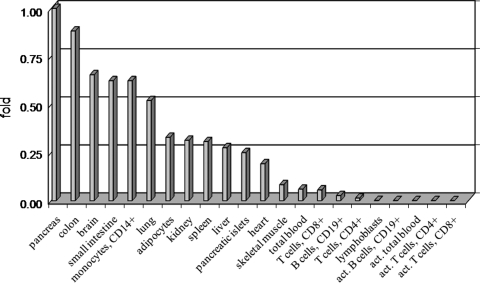 1.00
0.75
0.50
0.25
0.00
fold
pancreas
colon
brain
small intestine
monocytes, CD14+
lung
adipocytes
kidney
spleen
liver
pancreatic islets
heart
skeletal muscle
total blood
T cells, CD8+
B cells, CD19+
T cells, CD4+
lymphoblasts
act. B cells, CD19+
act. total blood
act. T cells, CD4+
act. T cells, CD8+